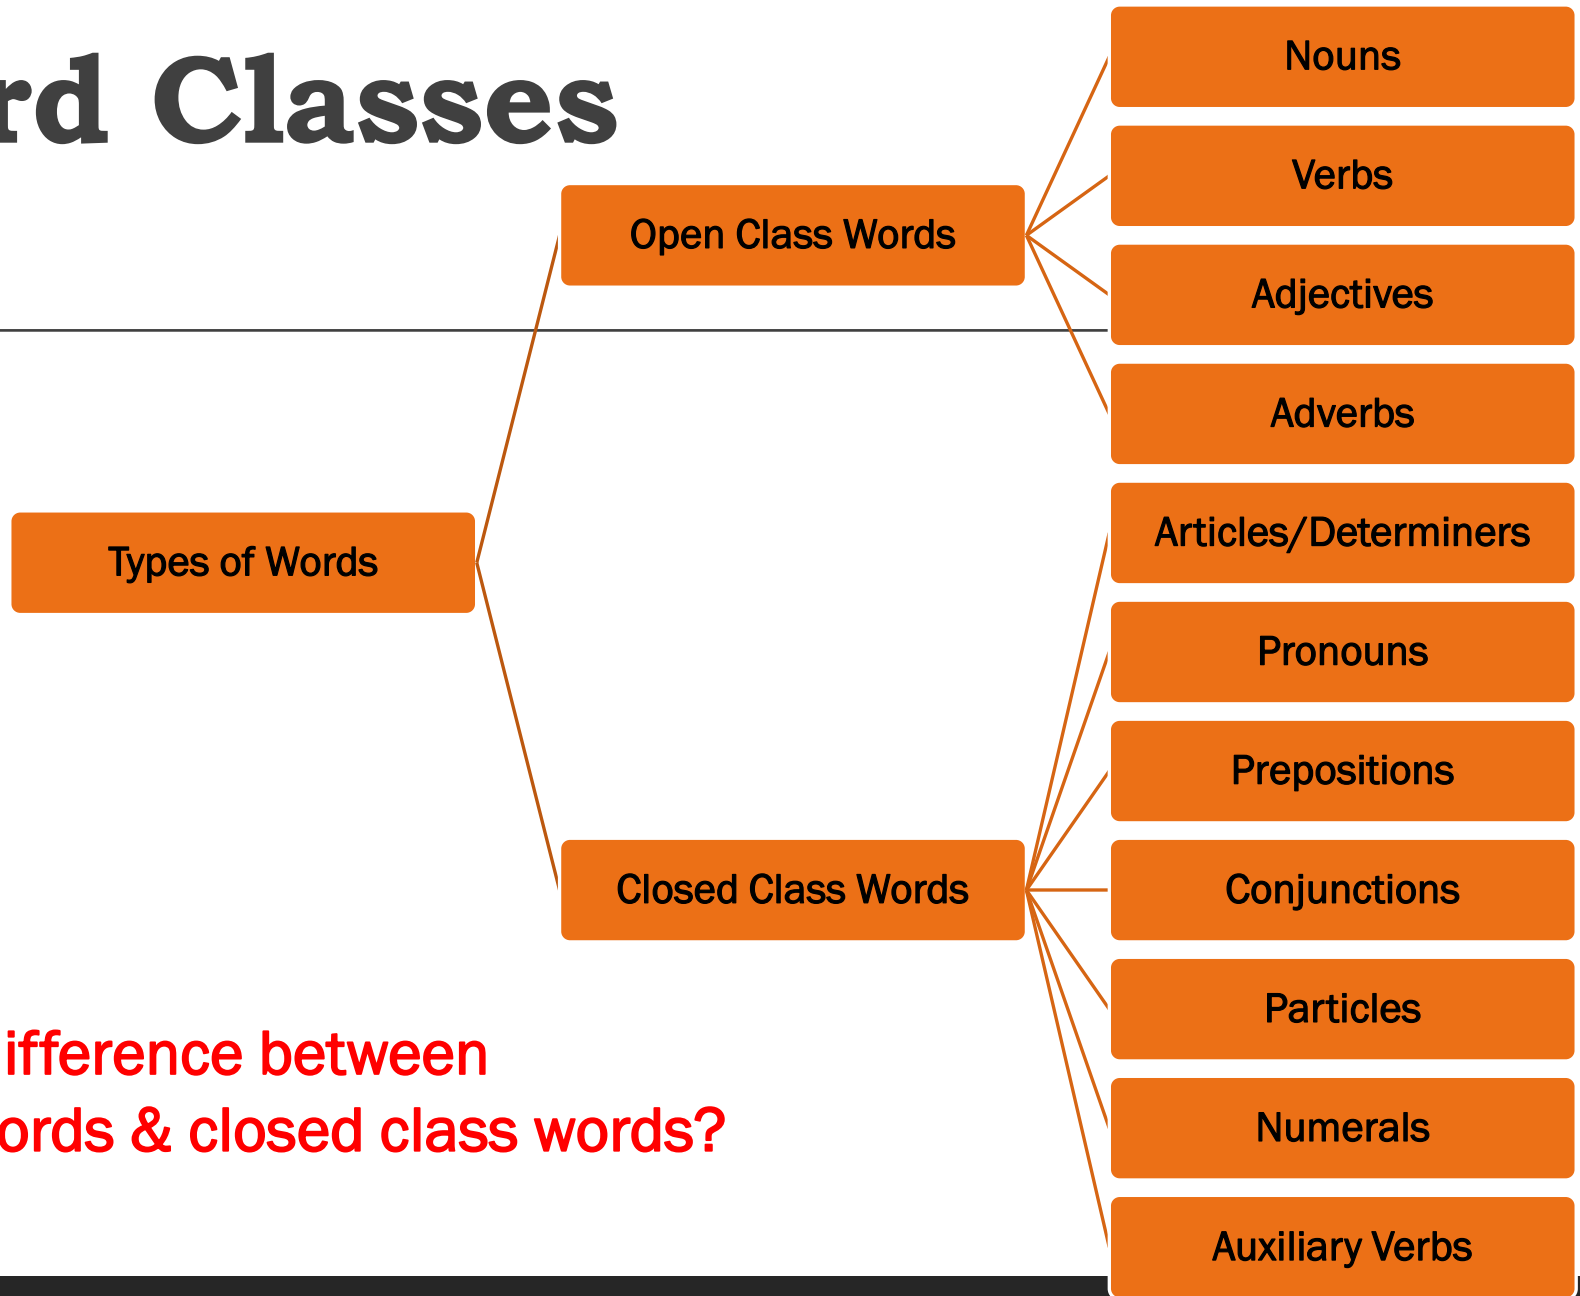 rd Classes
Nouns
Verbs
Open Class Words
Adjectives
Adverbs
Articles/Determiners
Types of Words
Pronouns
Prepositions
Closed Class Words
Conjunctions
Particles
ifference between
ords & closed class words?
Numerals
Auxiliary Verbs